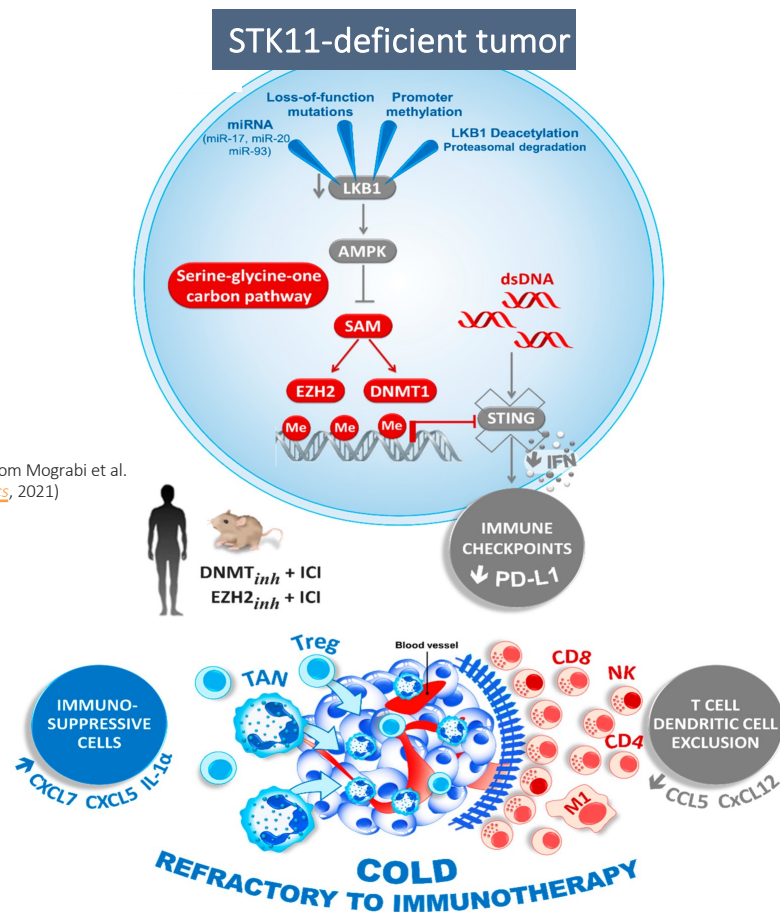 STK11-deficient tumor
Loss-of-function
mutations
Promoter
methylation
miRNA
(miR-17, miR-20
miR-93)
LKB1 Deacetylation
Proteasomal degradation
LKB1
AMPK
Serine-glycine-one
carbon pathway
dsDNA
SAM
EZH2
DNMT1
STING
Me
Me
Me
IFN
om Mograbi et al.
s, 2021)
IMMUNE
CHECKPOINTS
PD-L1
DNMTinh + ICI
EZH2inh + ICI
Treg
Blood vessel
TAN
CD8
NK
CD4
M1
IMMUNO-
SUPPRESSIVE
CELLS
CXCL7 CXCL5 IL-1α
T CELL
DENDRITIC CELL
EXCLUSION
CCL5 CxCL12
COLD
REFRACTORY TO IMMUNOTHERAPY